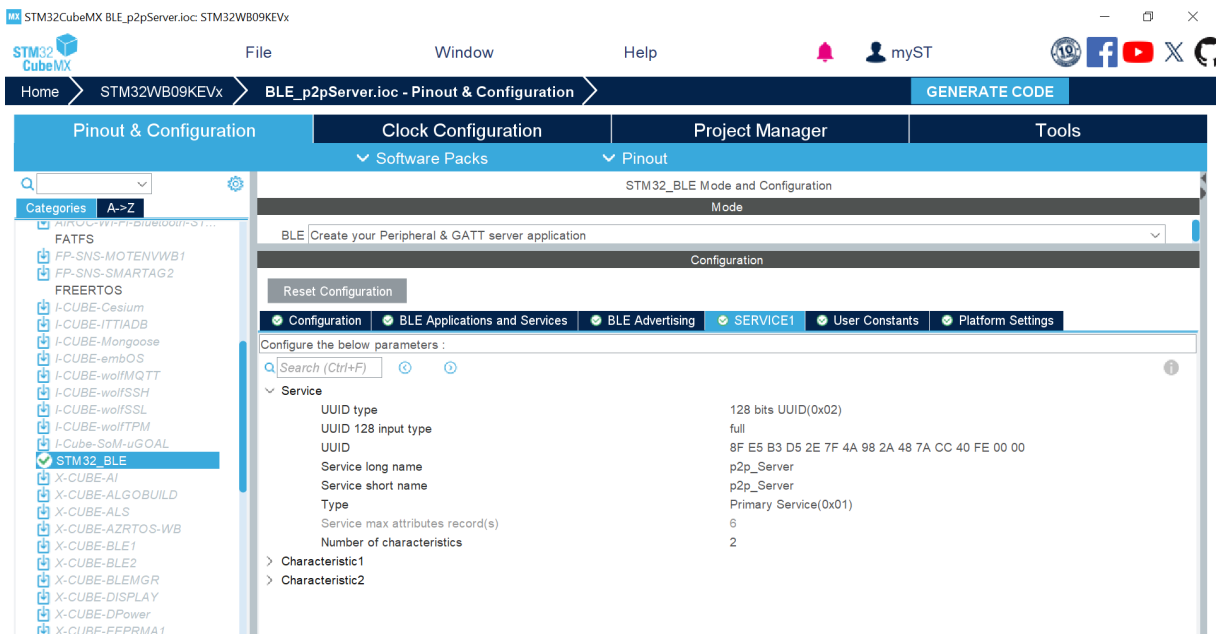 STM32CubeMX BLE_p2pServer.ioc: STM32WB09KEVx
STM32 CubeMX
File Window Help myST
Home STM32WB09KEVx BLE_p2pServer.ioc - Pinout & Configuration GENERATE CODE
Pinout & Configuration Clock Configuration Project Manager Tools
Software Packs Pinout
Categories A->Z
AIROC-Wi-Fi-Bluetooth-ST...
FATFS
FP-SNS-MOTENVWB1
FP-SNS-SMARTAG2
FREERTOS
I-CUBE-Cesium
I-CUBE-ITTIADB
I-CUBE-Mongoose
I-CUBE-embOS
I-CUBE-wolfMQTT
I-CUBE-wolfSSH
I-CUBE-wolfSSL
I-CUBE-wolfTPM
I-Cube-SoM-uGOAL
STM32_BLE
X-CUBE-AI
X-CUBE-ALGOBUILD
X-CUBE-ALS
X-CUBE-AZRTOS-WB
X-CUBE-BLE1
X-CUBE-BLE2
X-CUBE-BLEMGR
X-CUBE-DISPLAY
X-CUBE-DPower
X-CUBE-EEPRMA1
STM32_BLE Mode and Configuration
Mode
BLE Create your Peripheral & GATT server application
Configuration
Reset Configuration
Configuration BLE Applications and Services BLE Advertising SERVICE1 User Constants Platform Settings
Configure the below parameters :
Search (Ctrl+F)
Service
UUID type 128 bits UUID(0x02)
UUID 128 input type full
UUID 8F E5 B3 D5 2E 7F 4A 98 2A 48 7A CC 40 FE 00 00
Service long name p2p_Server
Service short name p2p_Server
Type Primary Service(0x01)
Service max attributes record(s) 6
Number of characteristics 2
Characteristic1
Characteristic2